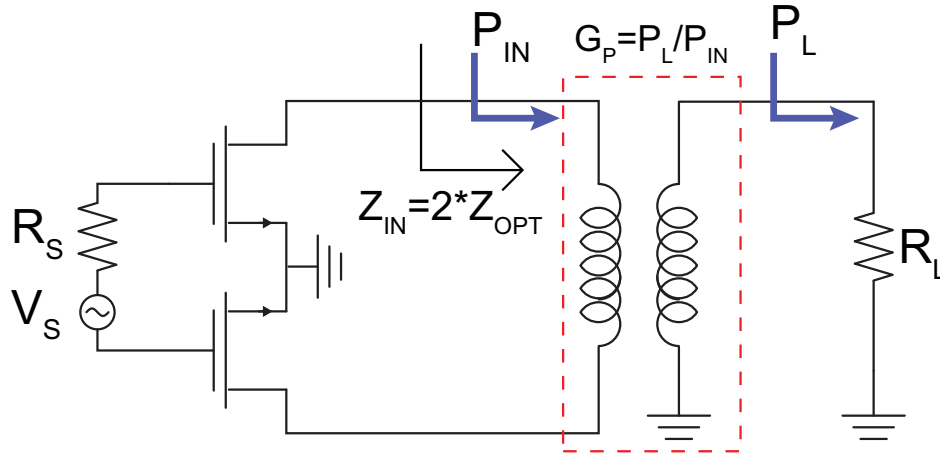 P_IN
G_P=P_L/P_IN
P_L
Z_IN=2*Z_OPT
R_S
V_S
R_L